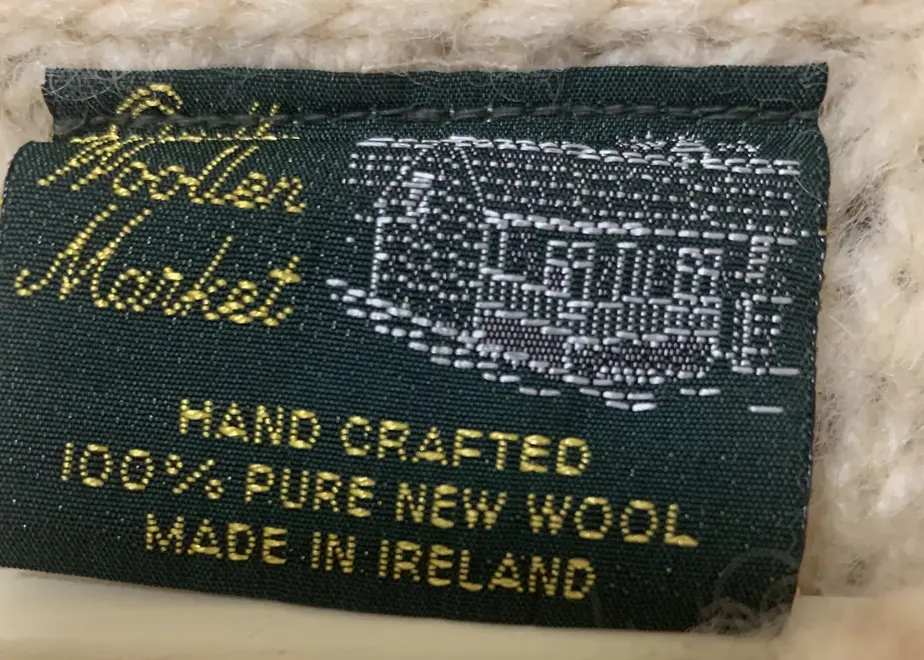 Woollen
Market
HAND CRAFTED
100% PURE NEW WOOL
MADE IN IRELAND